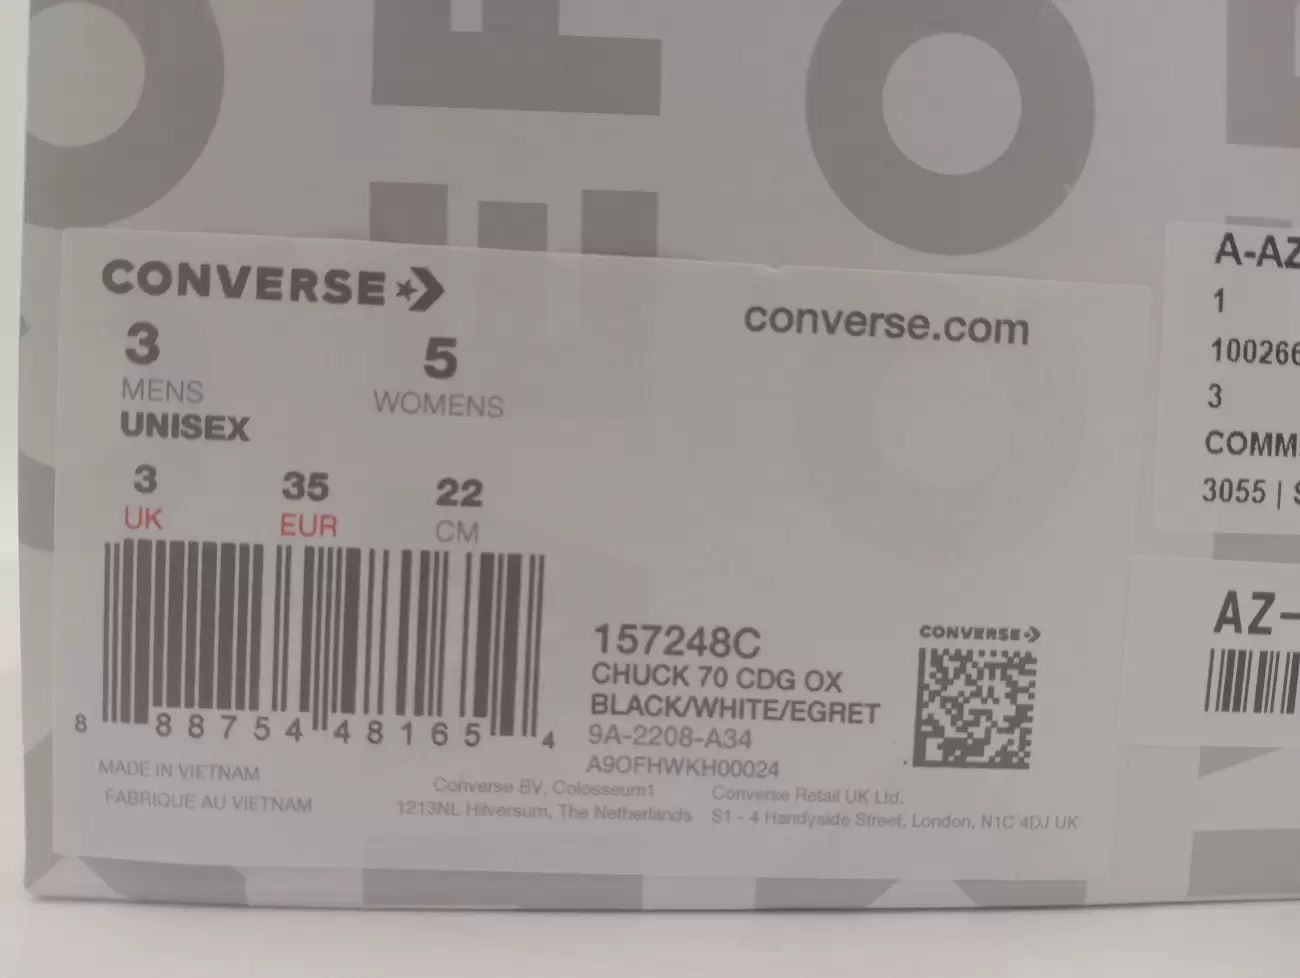 CONVERSE
converse.com
3
MENS
UNISEX
5
WOMENS
3
UK
35
EUR
22
CM
8 88754 48165 4
157248C
CHUCK 70 CDG OX
BLACK/WHITE/EGRET
9A-2208-A34
A9OFHWKH00024
CONVERSE
MADE IN VIETNAM
FABRIQUE AU VIETNAM
Converse BV, Colosseum1
1213NL Hilversum, The Netherlands
Converse Retail UK Ltd.
S1 - 4 Handyside Street, London, N1C 4DJ UK
A-AZ
1
100266
3
COMM
3055 |
AZ-